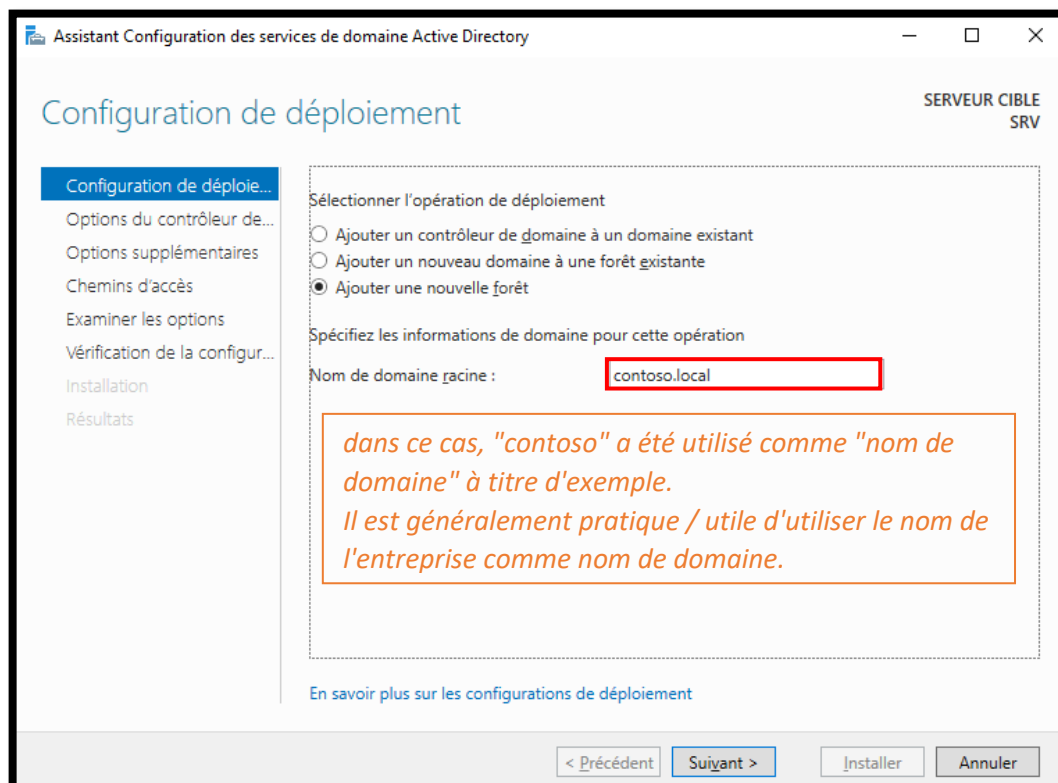 Assistant Configuration des services de domaine Active Directory
Configuration de déploiement
SERVEUR CIBLE
SRV
Configuration de déploie...
Options du contrôleur de...
Options supplémentaires
Chemins d'accès
Examiner les options
Vérification de la configur...
Installation
Résultats
Sélectionner l'opération de déploiement
Ajouter un contrôleur de domaine à un domaine existant
Ajouter un nouveau domaine à une forêt existante
Ajouter une nouvelle forêt
Spécifiez les informations de domaine pour cette opération
Nom de domaine racine : contoso.local
dans ce cas, "contoso" a été utilisé comme "nom de
domaine" à titre d'exemple.
Il est généralement pratique / utile d'utiliser le nom de
l'entreprise comme nom de domaine.
En savoir plus sur les configurations de déploiement
< Précédent Suivant > Installer Annuler